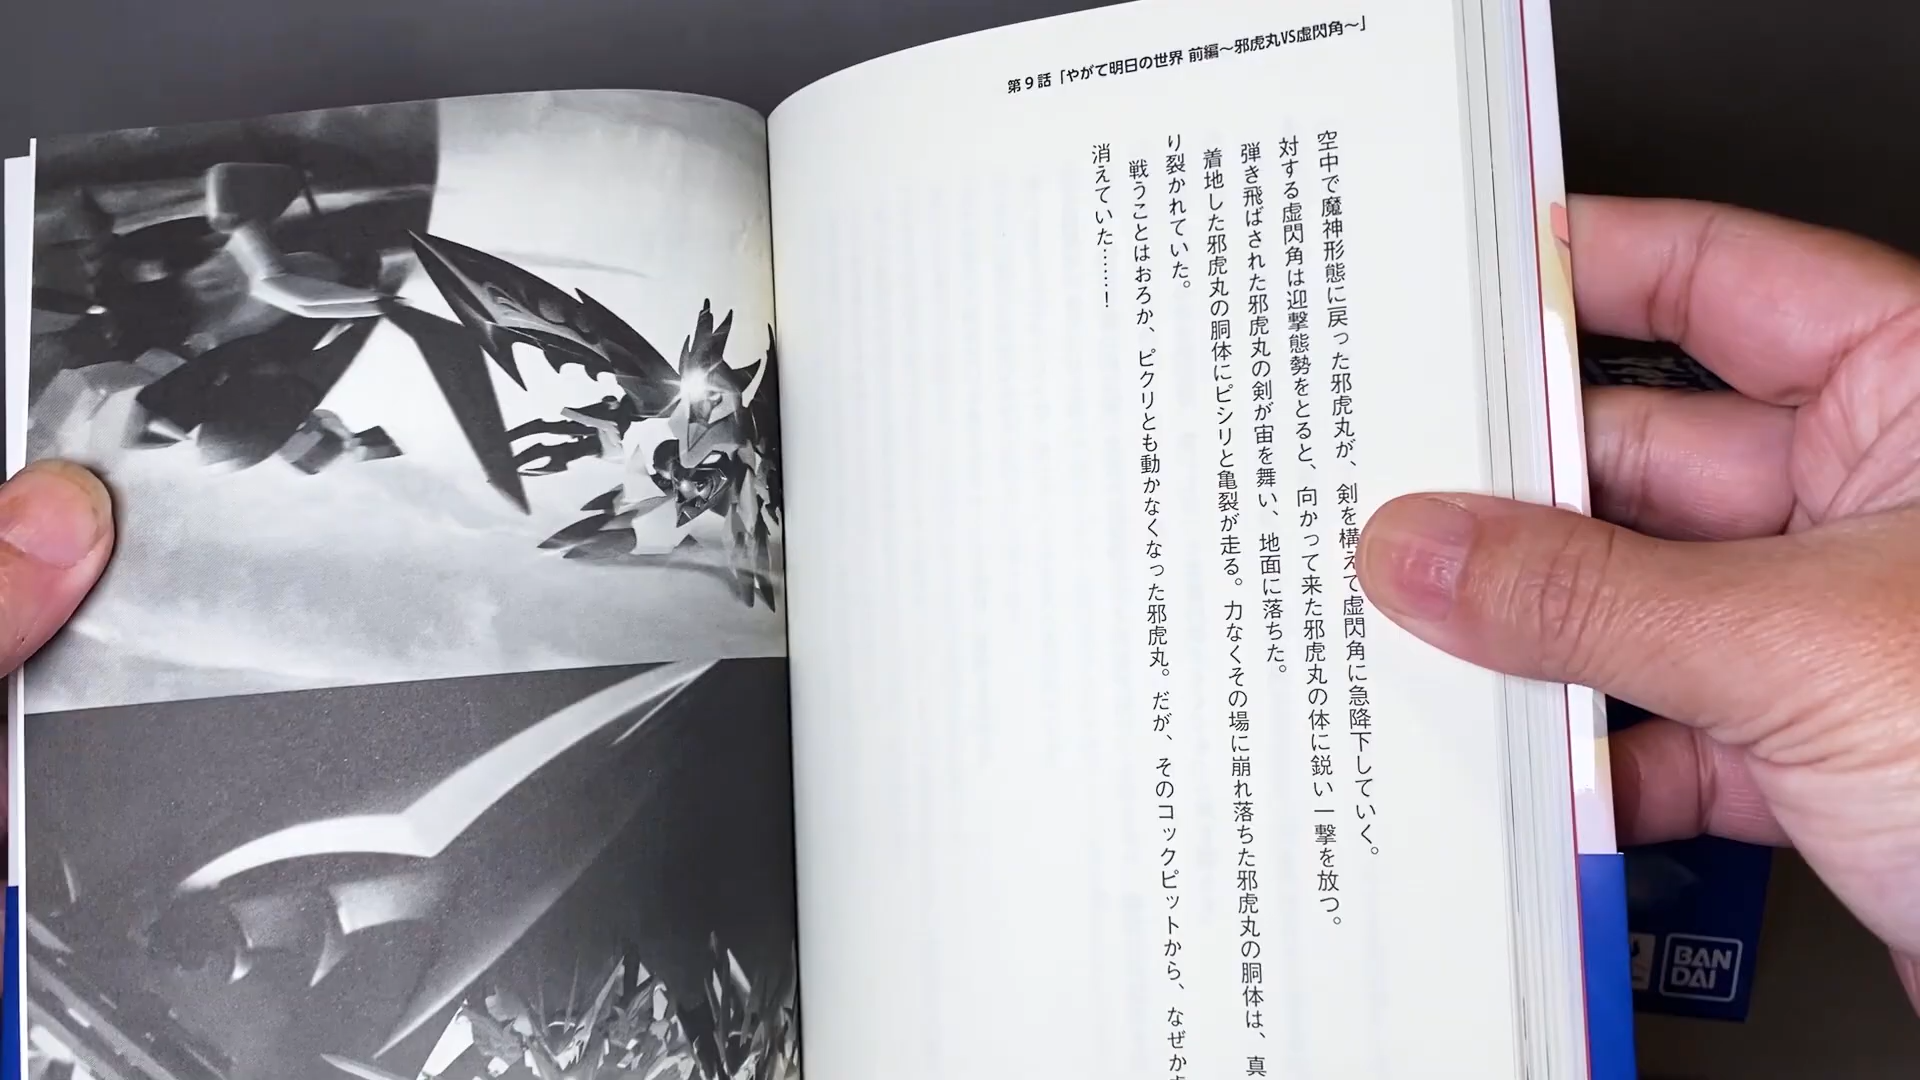 第9話「やがて明日の世界 前編〜邪虎丸VS虚閃角〜」
空中で魔神形態に戻った邪虎丸が、剣を構えて虚閃角に急降下していく。
対する虚閃角は迎撃態勢をとると、向かって来た邪虎丸の体に鋭い一撃を放つ。
弾き飛ばされた邪虎丸の剣が宙を舞い、地面に落ちた。
着地した邪虎丸の胴体にピシリと亀裂が走る。力なくその場に崩れ落ちた邪虎丸の胴体は、真
り裂かれていた。
戦うことはおろか、ピクリとも動かなくなった邪虎丸。だが、そのコックピットから、なぜか
消えていた……！
BAN
DAI